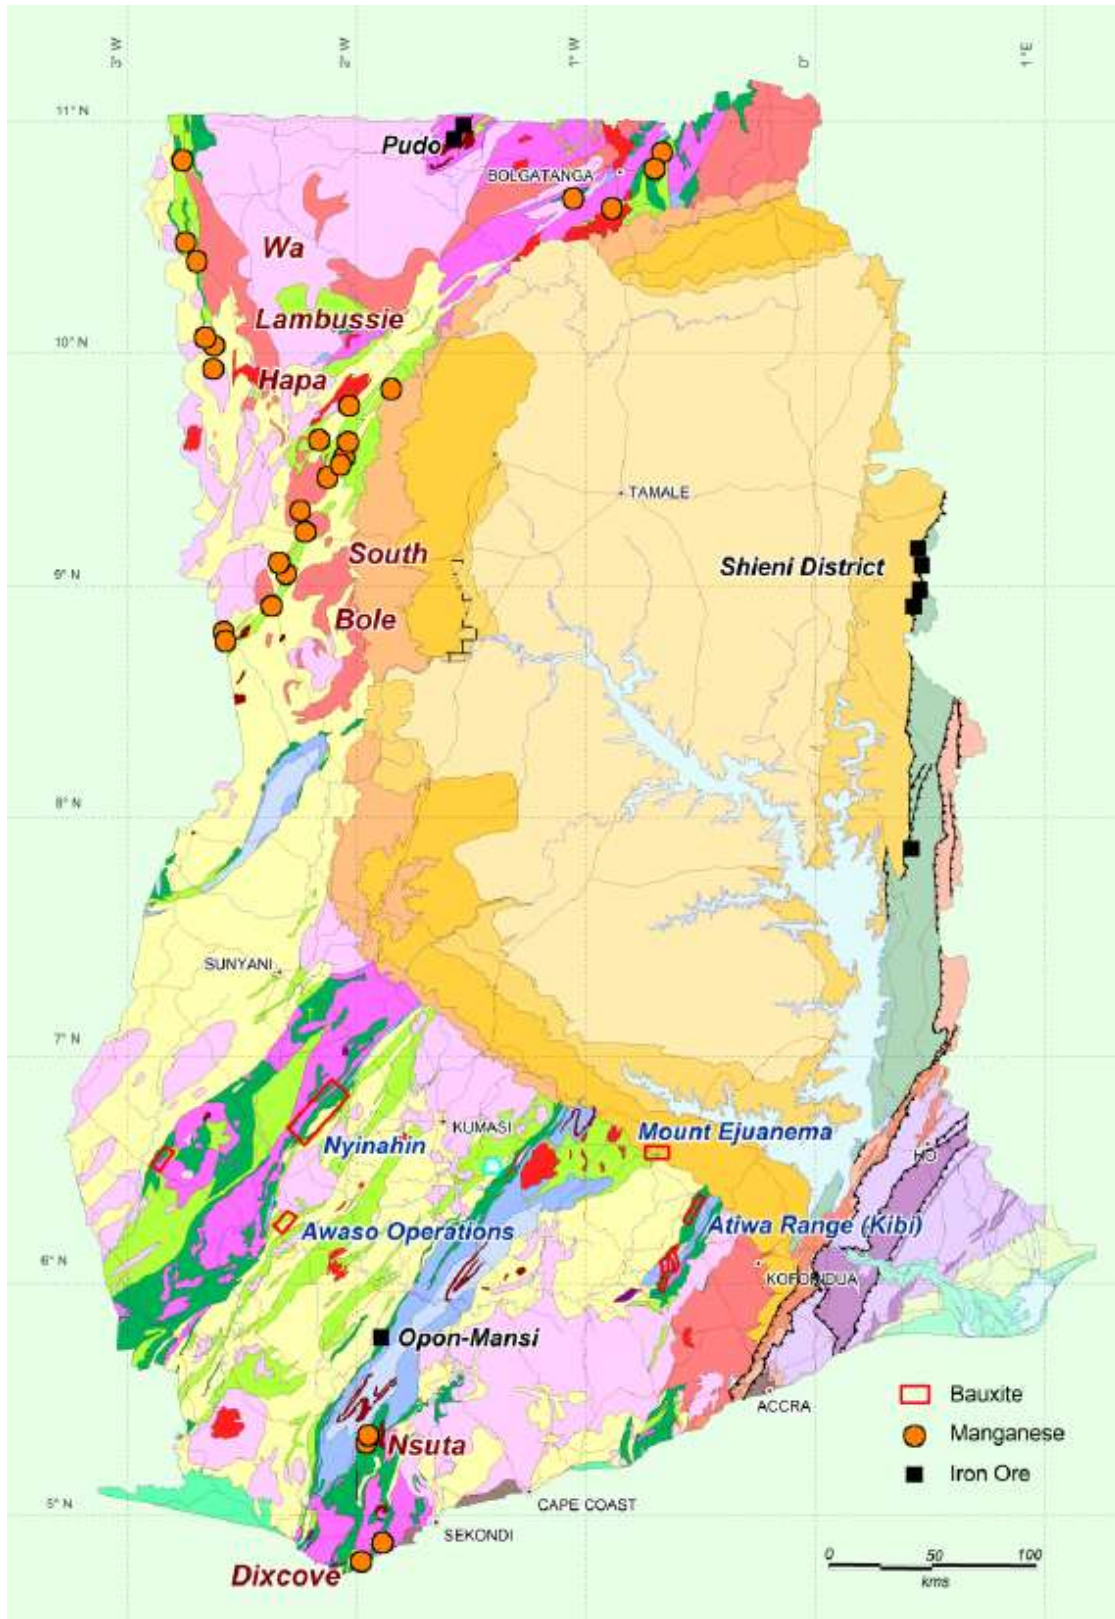 3° W
2° W
1° W
0°
1° E
11° N
Pudo
BOLGATANGA
Wa
Lambussie
10° N
Hapa
TAMALE
South
Bole
9° N
Shieni District
8° N
SUNYANI
7° N
KUMASI
Mount Ejuanema
Nyinahin
HO
Awaso Operations
Atiwa Range (Kibi)
6° N
KOFORIDUA
Opon-Mansi
Bauxite
ACCRA
Manganese
Nsuta
Iron Ore
5° N
CAPE COAST
SEKONDI
Dixcove
0 50 100
kms